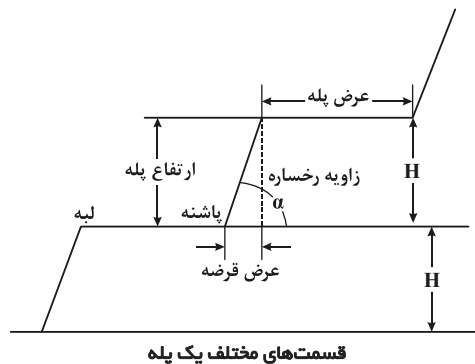 عرض پله
ارتفاع پله
زاویه رخساره
H
α
پاشنه
لبه
عرض قرضه
H
قسمت‌های مختلف یک پله